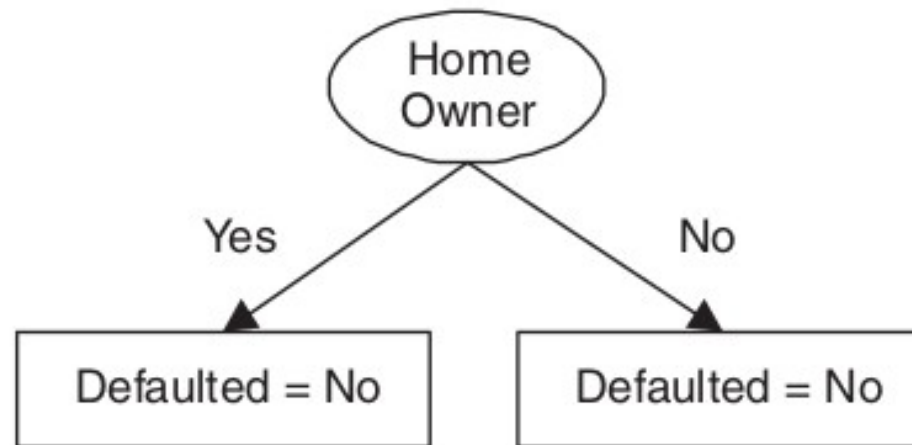 Home
Owner
Yes
No
Defaulted = No
Defaulted = No